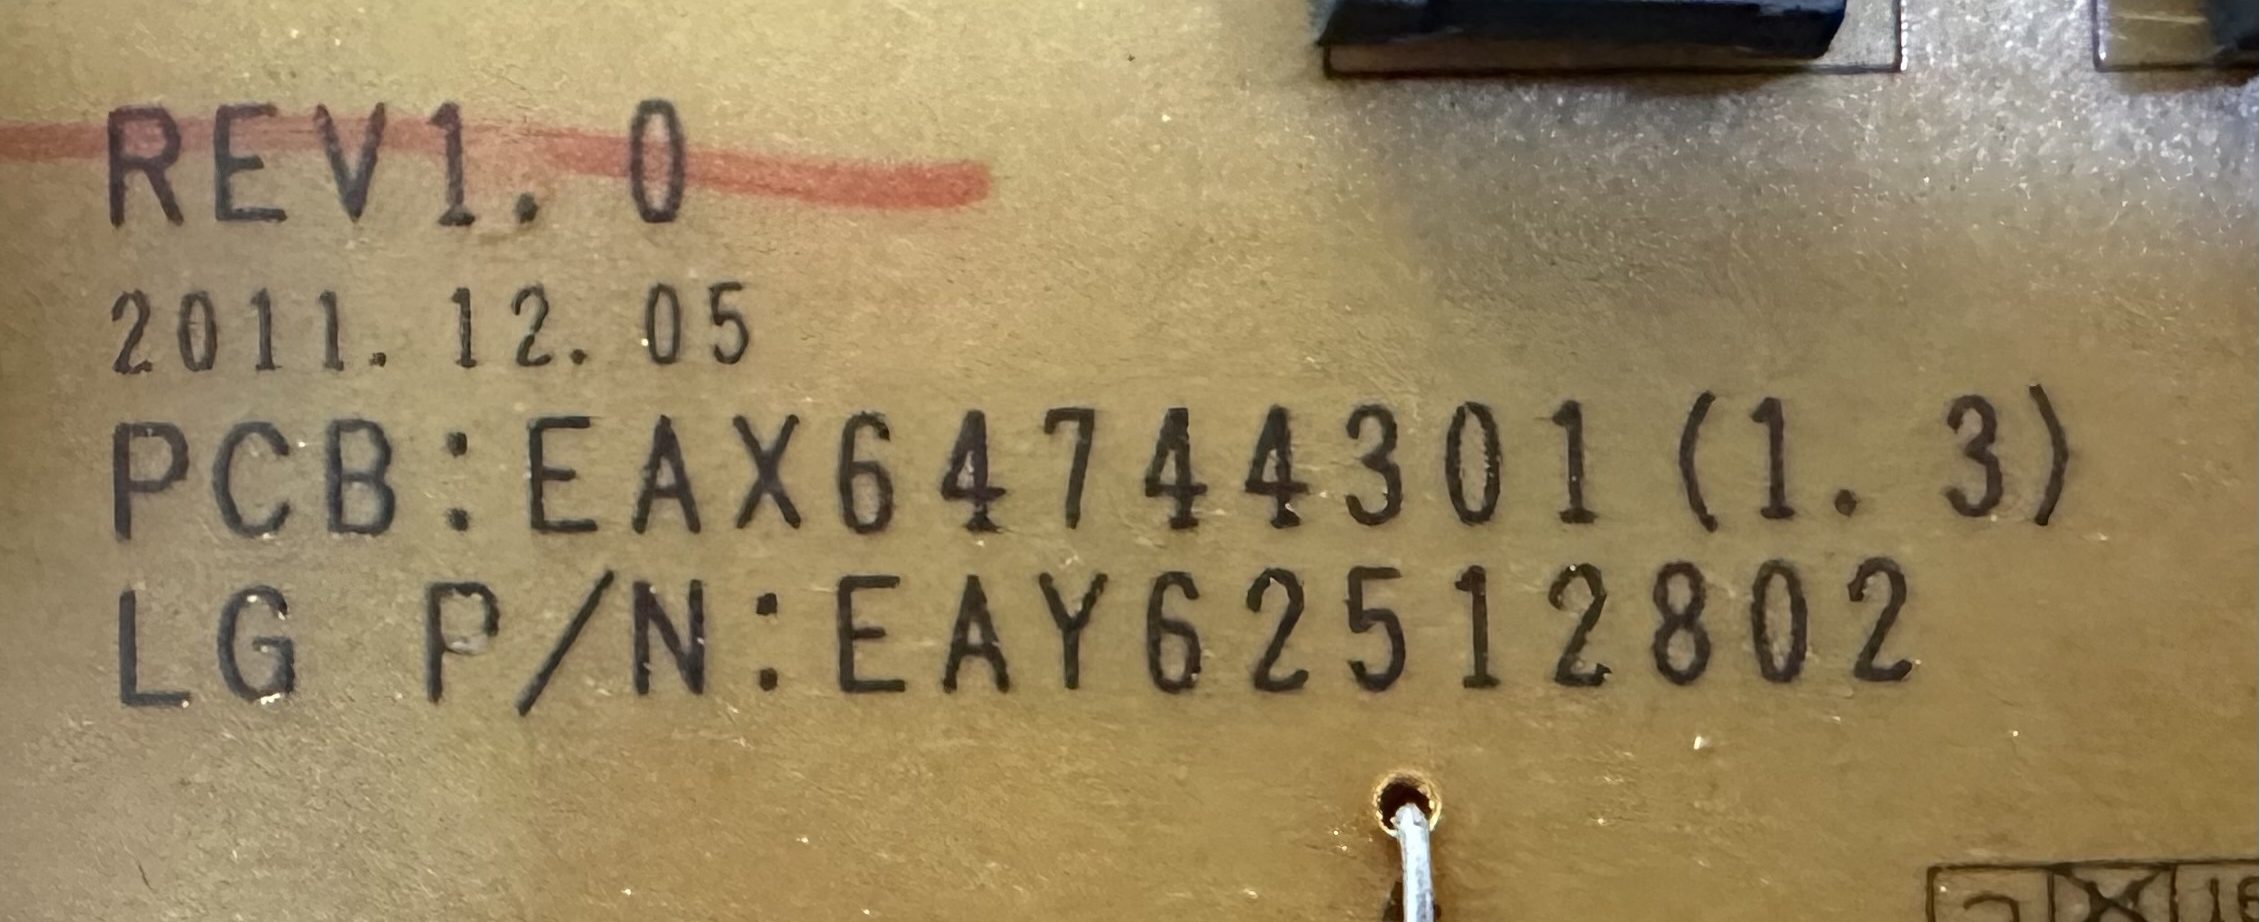 REV1.0
2011.12.05
PCB:EAX64744301(1.3)
LG P/N:EAY62512802